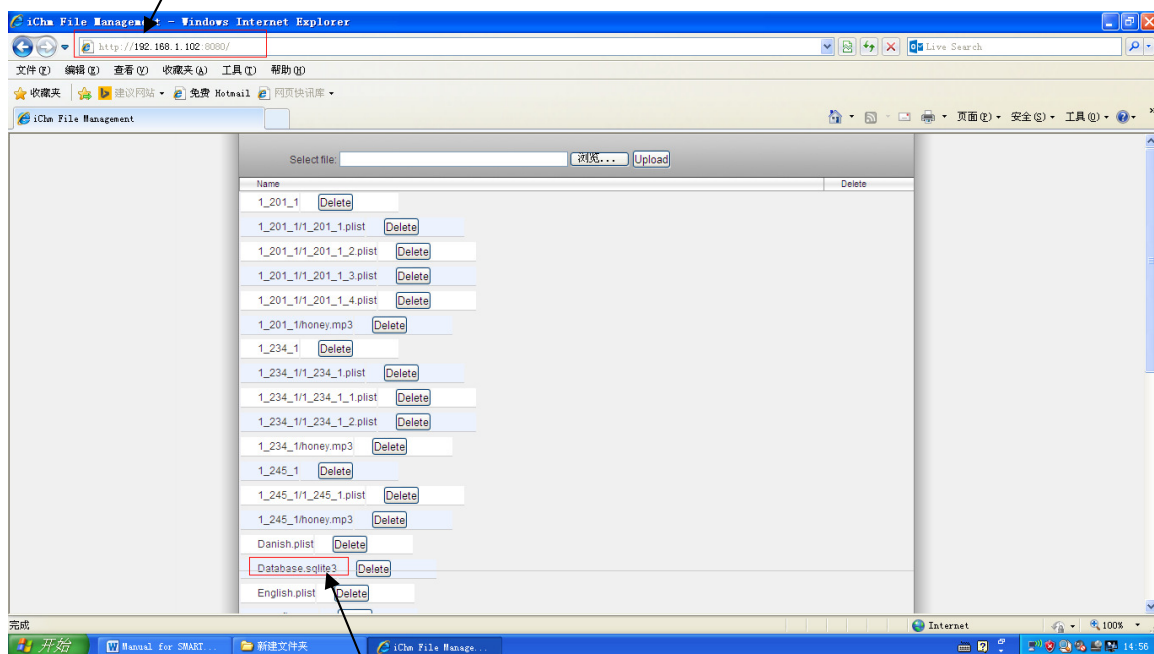 iChm File Management - Windows Internet Explorer
http://192.168.1.102:8080/
Live Search
文件(F) 编辑(E) 查看(V) 收藏夹(A) 工具(T) 帮助(H)
收藏夹 建议网站 免费 Hotmail 网页快讯库
iChm File Management
页面(P) 安全(S) 工具(O)
Select file: 浏览... Upload
Name Delete
1_201_1 Delete
1_201_1/1_201_1.plist Delete
1_201_1/1_201_1_2.plist Delete
1_201_1/1_201_1_3.plist Delete
1_201_1/1_201_1_4.plist Delete
1_201_1/honey.mp3 Delete
1_234_1 Delete
1_234_1/1_234_1.plist Delete
1_234_1/1_234_1_1.plist Delete
1_234_1/1_234_1_2.plist Delete
1_234_1/honey.mp3 Delete
1_245_1 Delete
1_245_1/1_245_1.plist Delete
1_245_1/honey.mp3 Delete
Danish.plist Delete
Database.sqlite3 Delete
English.plist Delete
完成 Internet 100%
开始 Manual for SMART... 新建文件夹 iChm File Manage... 14:56